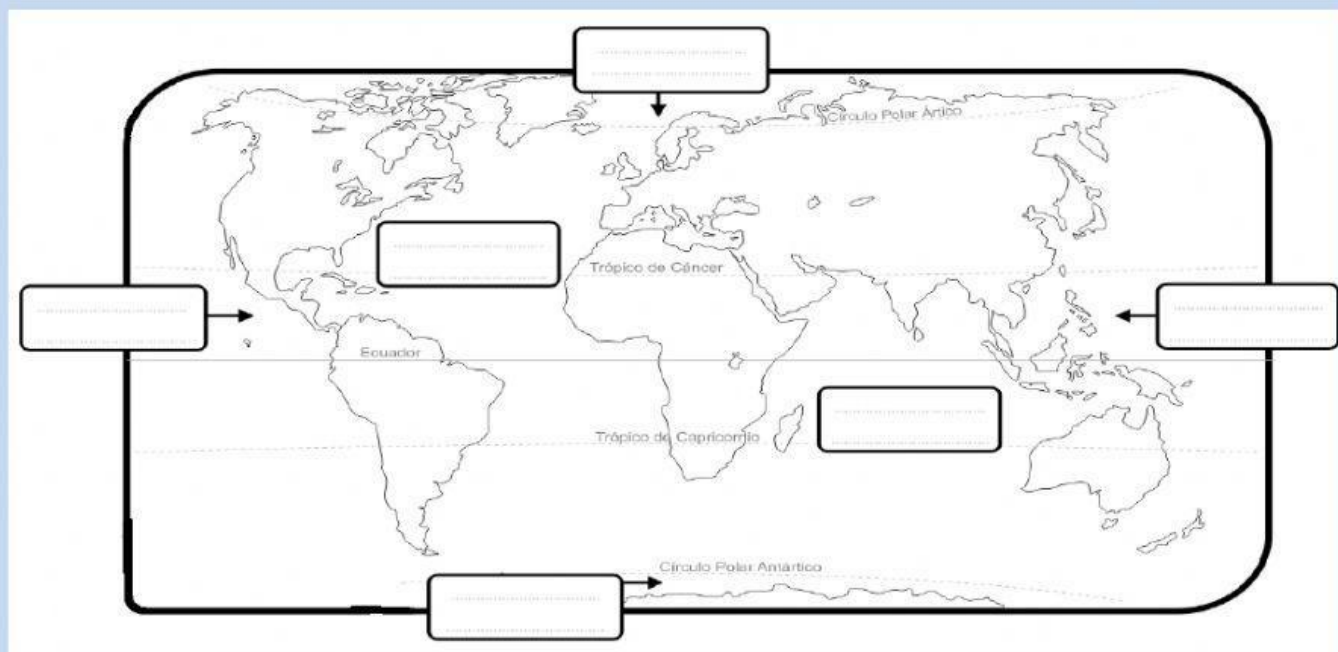 Círculo Polar Ártico
Trópico de Cáncer
Ecuador
Trópico de Capricornio
Círculo Polar Antártico